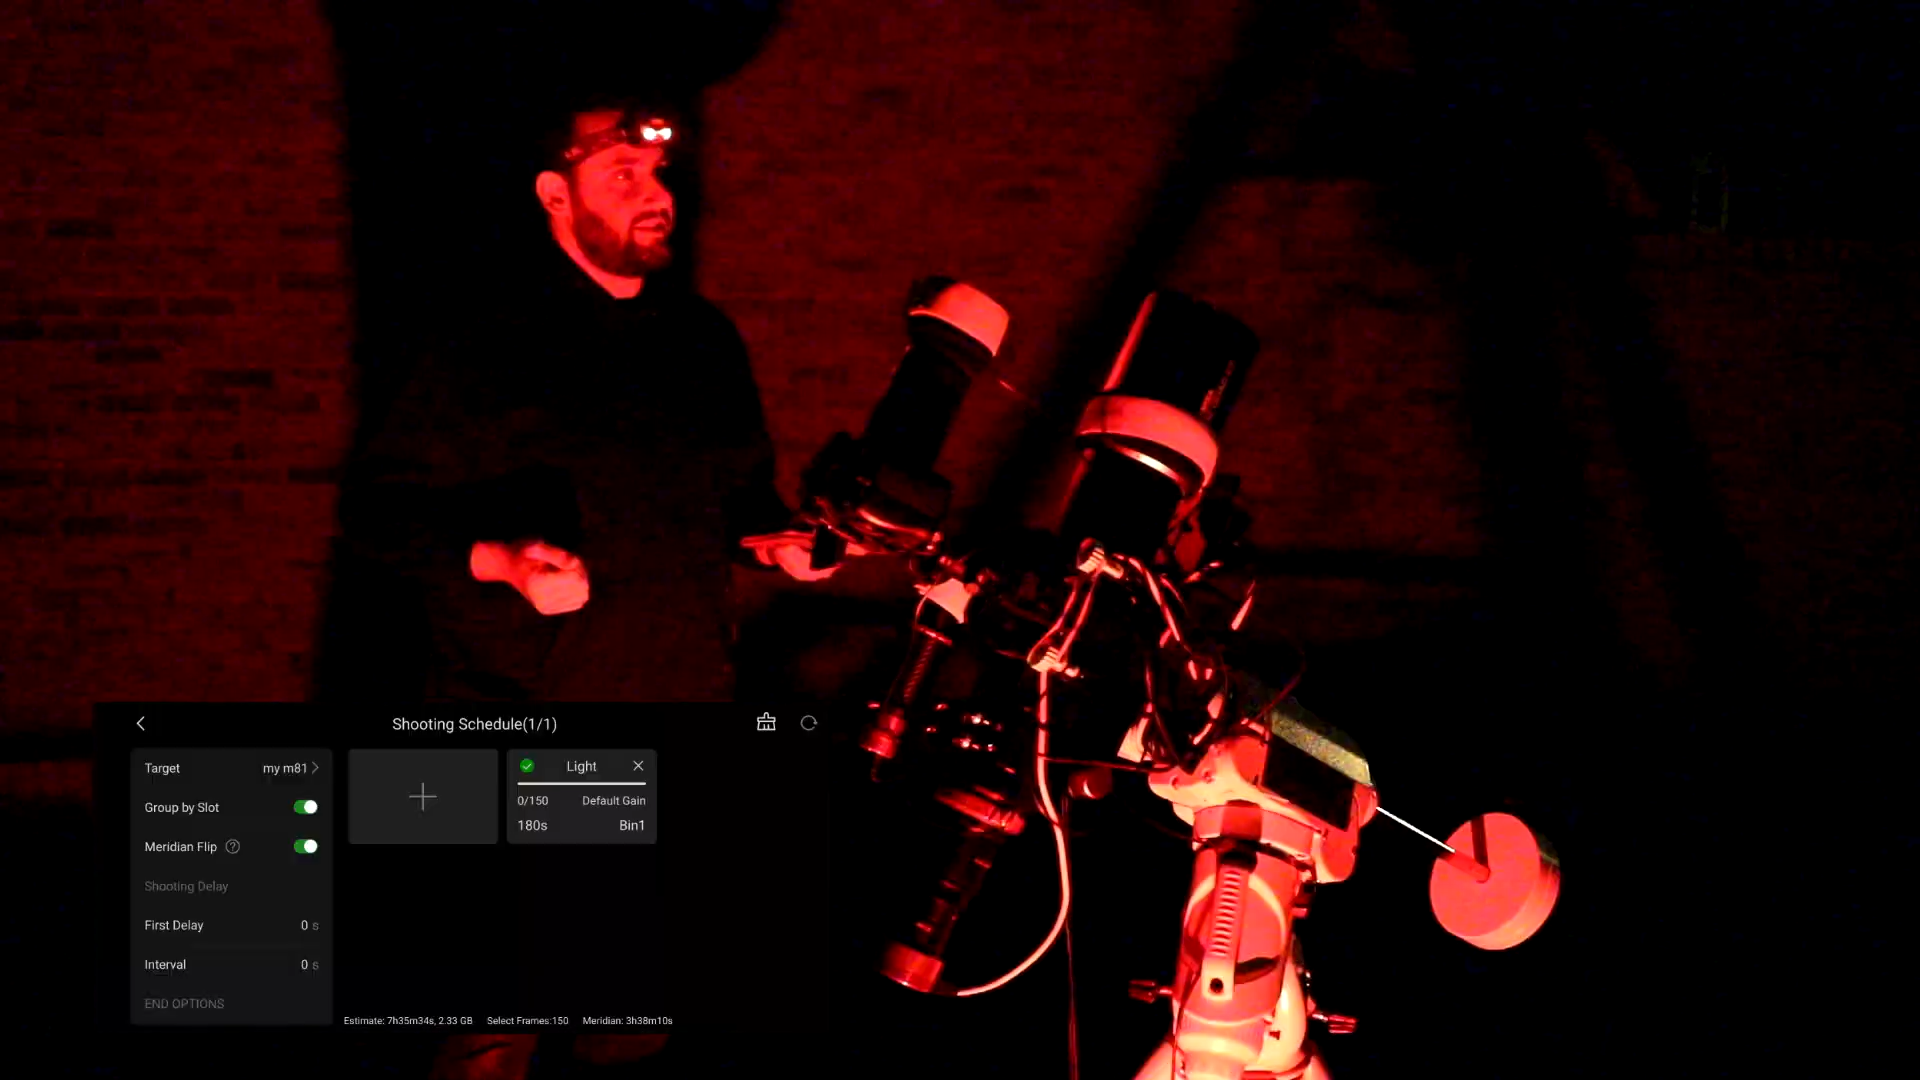 Shooting Schedule(1/1)
Target my m81
Group by Slot
Meridian Flip ?
Shooting Delay
First Delay 0 s
Interval 0 s
END OPTIONS
Light
0/150 Default Gain
180s Bin1
Estimate: 7h35m34s, 2.33 GB Select Frames:150 Meridian: 3h38m10s